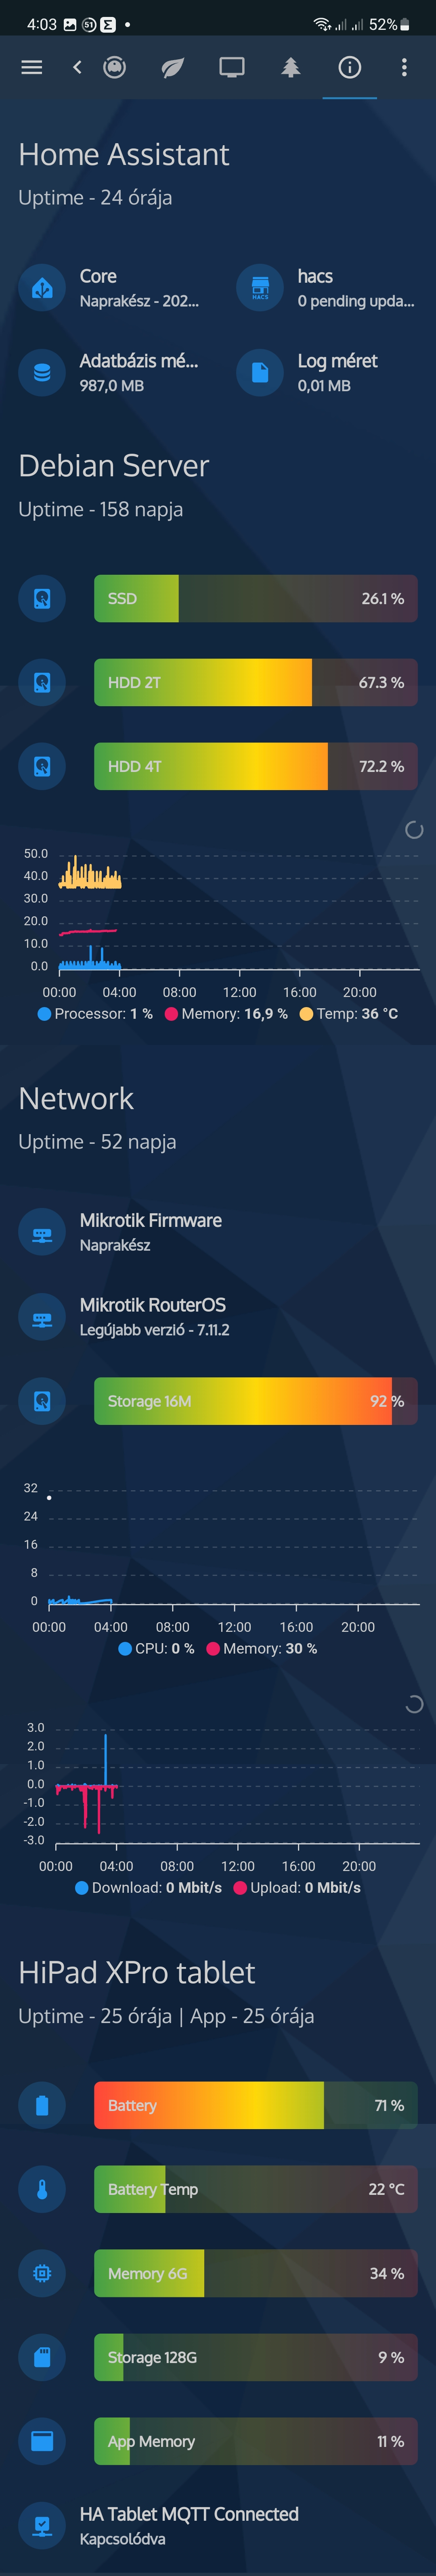 4:03 51 52%
Home Assistant
Uptime - 24 órája
Core hacs
Naprakész - 202... 0 pending upda...
HACS
Adatbázis mé... Log méret
987,0 MB 0,01 MB
Debian Server
Uptime - 158 napja
SSD 26.1 %
HDD 2T 67.3 %
HDD 4T 72.2 %
50.0
40.0
30.0
20.0
10.0
0.0
00:00 04:00 08:00 12:00 16:00 20:00
Processor: 1 % Memory: 16,9 % Temp: 36 °C
Network
Uptime - 52 napja
Mikrotik Firmware
Naprakész
Mikrotik RouterOS
Legújabb verzió - 7.11.2
Storage 16M 92 %
32
24
16
8
0
00:00 04:00 08:00 12:00 16:00 20:00
CPU: 0 % Memory: 30 %
3.0
2.0
1.0
0.0
-1.0
-2.0
-3.0
00:00 04:00 08:00 12:00 16:00 20:00
Download: 0 Mbit/s Upload: 0 Mbit/s
HiPad XPro tablet
Uptime - 25 órája | App - 25 órája
Battery 71 %
Battery Temp 22 °C
Memory 6G 34 %
Storage 128G 9 %
App Memory 11 %
HA Tablet MQTT Connected
Kapcsolódva